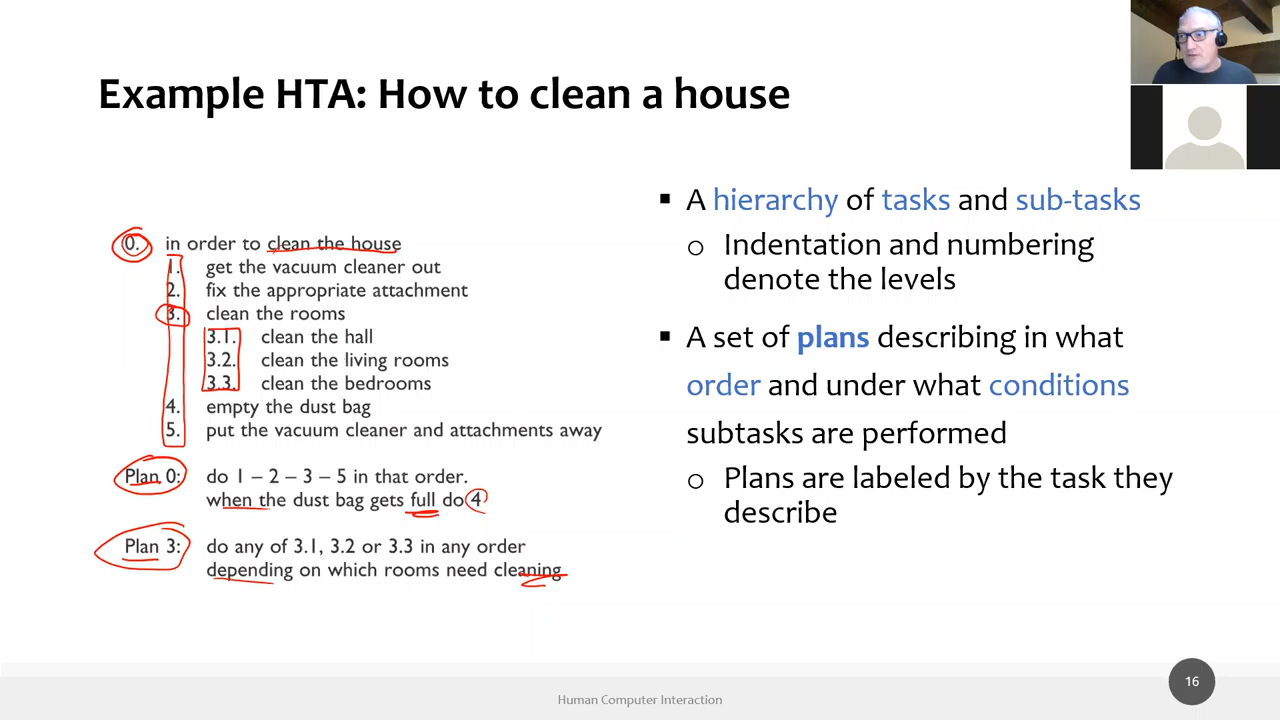 Example HTA: How to clean a house
0. in order to clean the house
1. get the vacuum cleaner out
2. fix the appropriate attachment
3. clean the rooms
3.1. clean the hall
3.2. clean the living rooms
3.3. clean the bedrooms
4. empty the dust bag
5. put the vacuum cleaner and attachments away
Plan 0: do 1 – 2 – 3 – 5 in that order.
when the dust bag gets full do 4
Plan 3: do any of 3.1, 3.2 or 3.3 in any order
depending on which rooms need cleaning
▪ A hierarchy of tasks and sub-tasks
o Indentation and numbering
denote the levels
▪ A set of plans describing in what
order and under what conditions
subtasks are performed
o Plans are labeled by the task they
describe
16
Human Computer Interaction